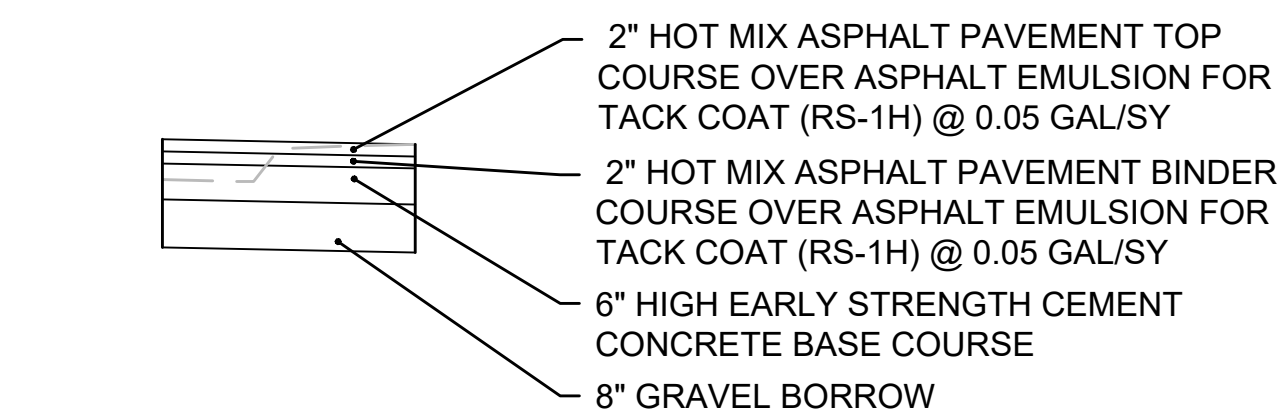 2" HOT MIX ASPHALT PAVEMENT TOP
COURSE OVER ASPHALT EMULSION FOR
TACK COAT (RS-1H) @ 0.05 GAL/SY
2" HOT MIX ASPHALT PAVEMENT BINDER
COURSE OVER ASPHALT EMULSION FOR
TACK COAT (RS-1H) @ 0.05 GAL/SY
6" HIGH EARLY STRENGTH CEMENT
CONCRETE BASE COURSE
8" GRAVEL BORROW